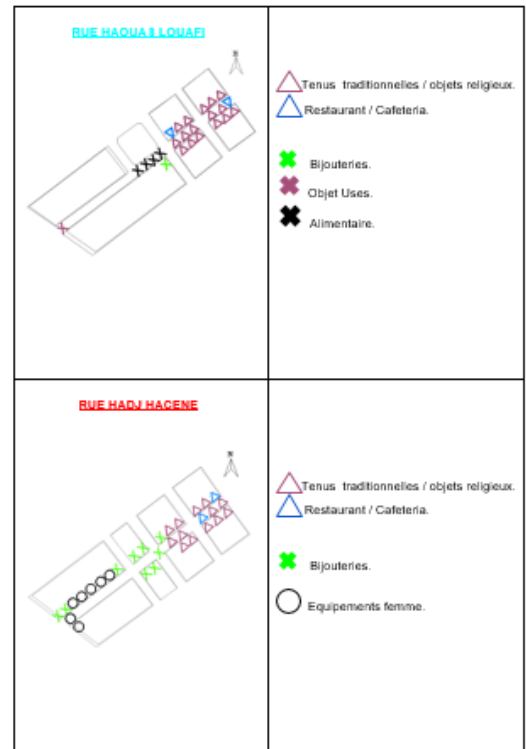 RUE HAOUAS LOUAFI
N
Tenus traditionnelles / objets religieux.
Restaurant / Cafeteria.
Bijouteries.
Objet Uses.
Alimentaire.
RUE HADJ HACENE
N
Tenus traditionnelles / objets religieux.
Restaurant / Cafeteria.
Bijouteries.
Equipements femme.